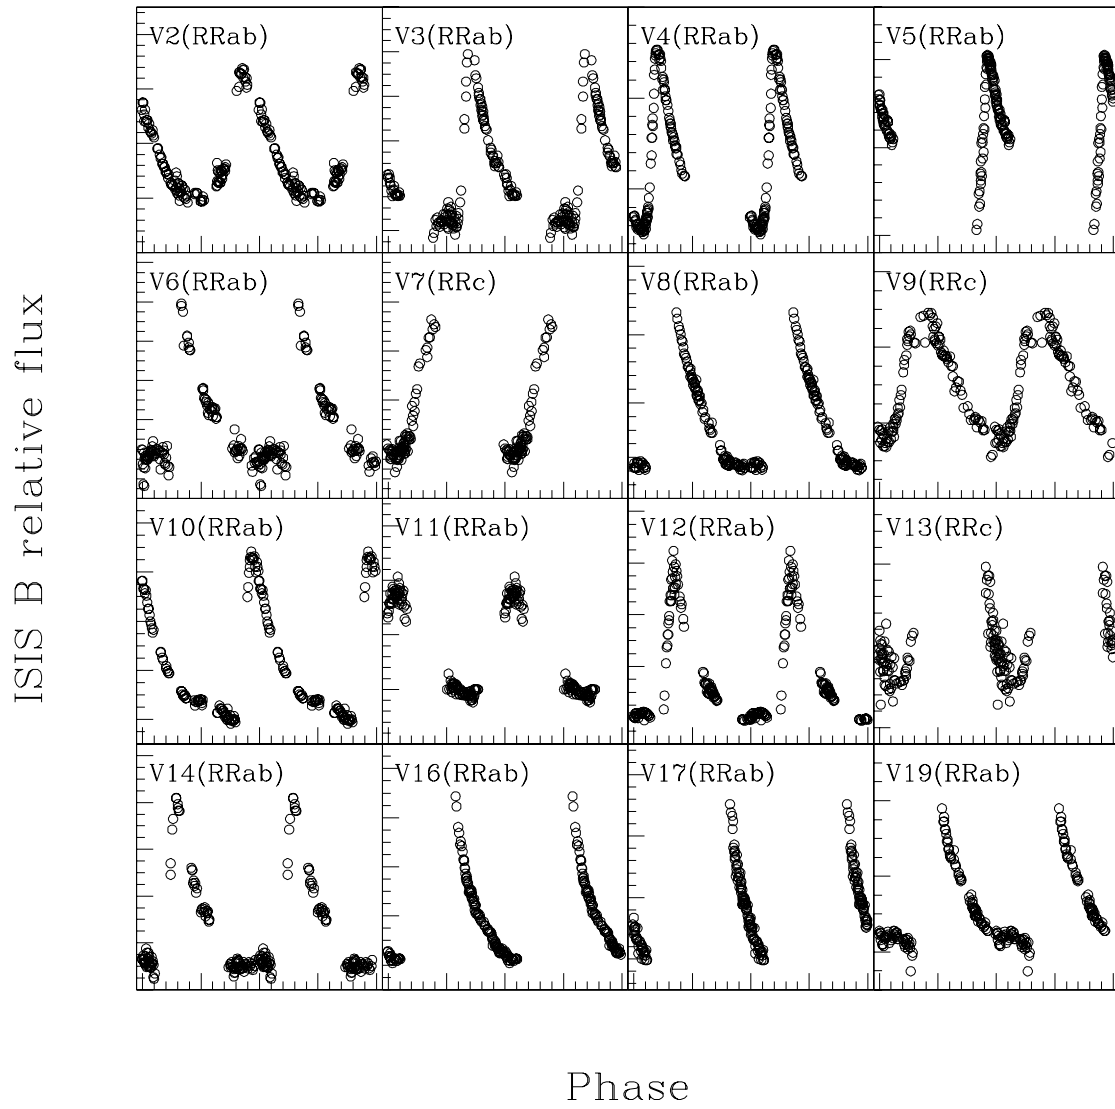 V2(RRab)
V3(RRab)
V4(RRab)
V5(RRab)
V6(RRab)
V7(RRc)
V8(RRab)
V9(RRc)
V10(RRab)
V11(RRab)
V12(RRab)
V13(RRc)
V14(RRab)
V16(RRab)
V17(RRab)
V19(RRab)
ISIS B relative flux
Phase